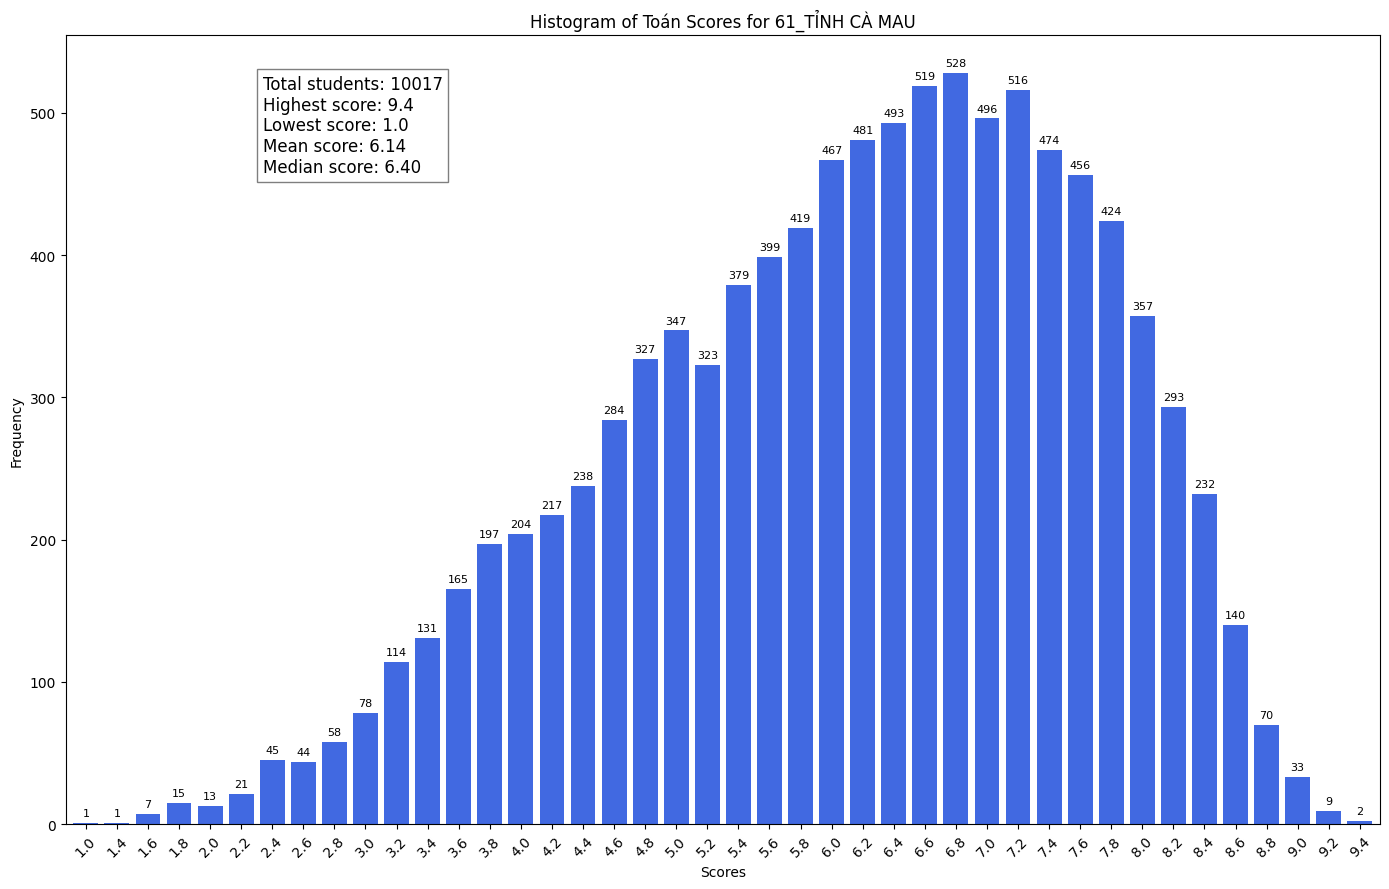 Histogram of Toán Scores for 61_TỈNH CÀ MAU
Total students: 10017
Highest score: 9.4
Lowest score: 1.0
Mean score: 6.14
Median score: 6.40
Frequency
500
400
300
200
100
0
1 1 7 15 13 21 45 44 58 78 114 131 165 197 204 217 238 284 327 347 323 379 399 419 467 481 493 519 528 496 516 474 456 424 357 293 232 140 70 33 9 2
1.0 1.4 1.6 1.8 2.0 2.2 2.4 2.6 2.8 3.0 3.2 3.4 3.6 3.8 4.0 4.2 4.4 4.6 4.8 5.0 5.2 5.4 5.6 5.8 6.0 6.2 6.4 6.6 6.8 7.0 7.2 7.4 7.6 7.8 8.0 8.2 8.4 8.6 8.8 9.0 9.2 9.4
Scores